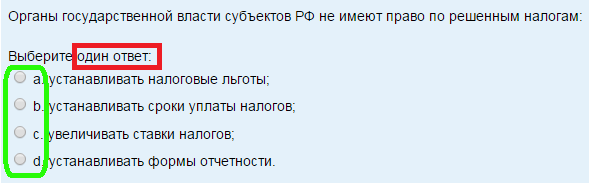 Органы государственной власти субъектов РФ не имеют право по решенным налогам:
Выберите один ответ:
a. устанавливать налоговые льготы;
b. устанавливать сроки уплаты налогов;
c. увеличивать ставки налогов;
d. устанавливать формы отчетности.